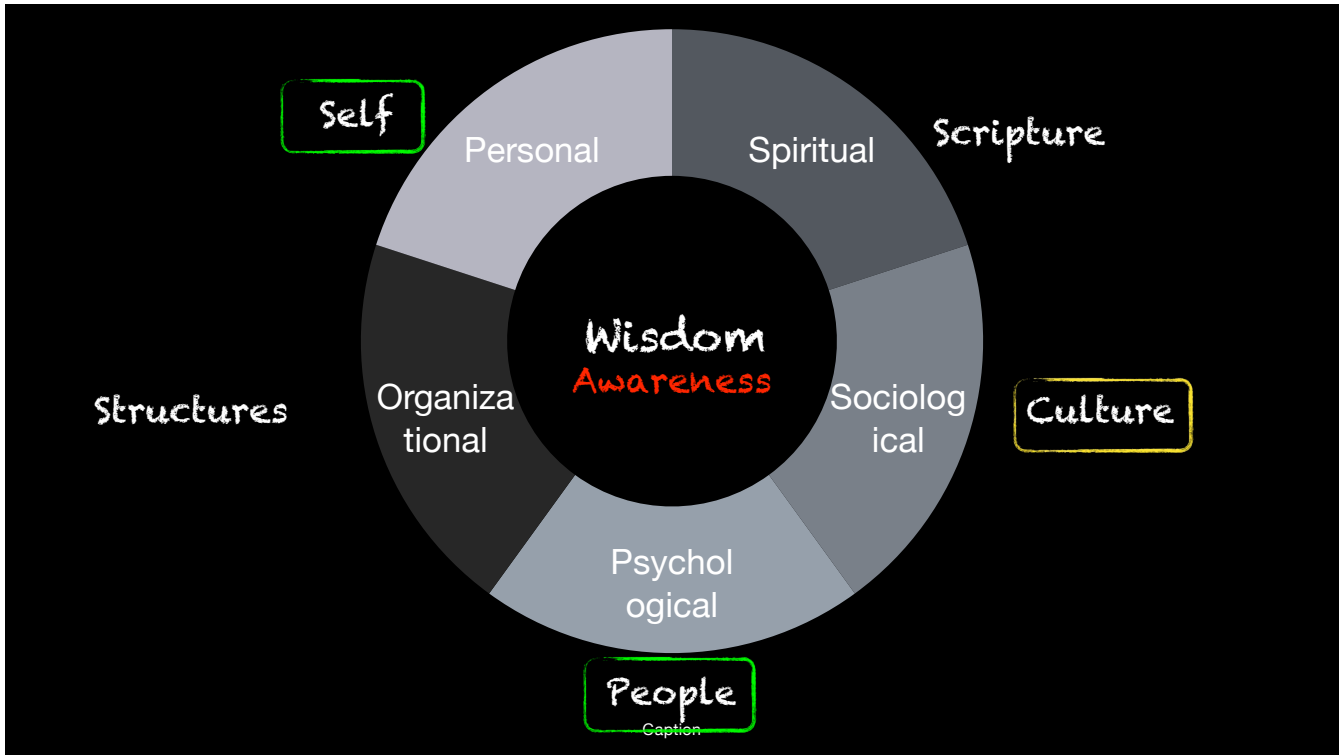 Self
Personal
Spiritual
Scripture
Wisdom
Awareness
Structures
Organiza
tional
Sociolog
ical
Culture
Psychol
ogical
People
Caption